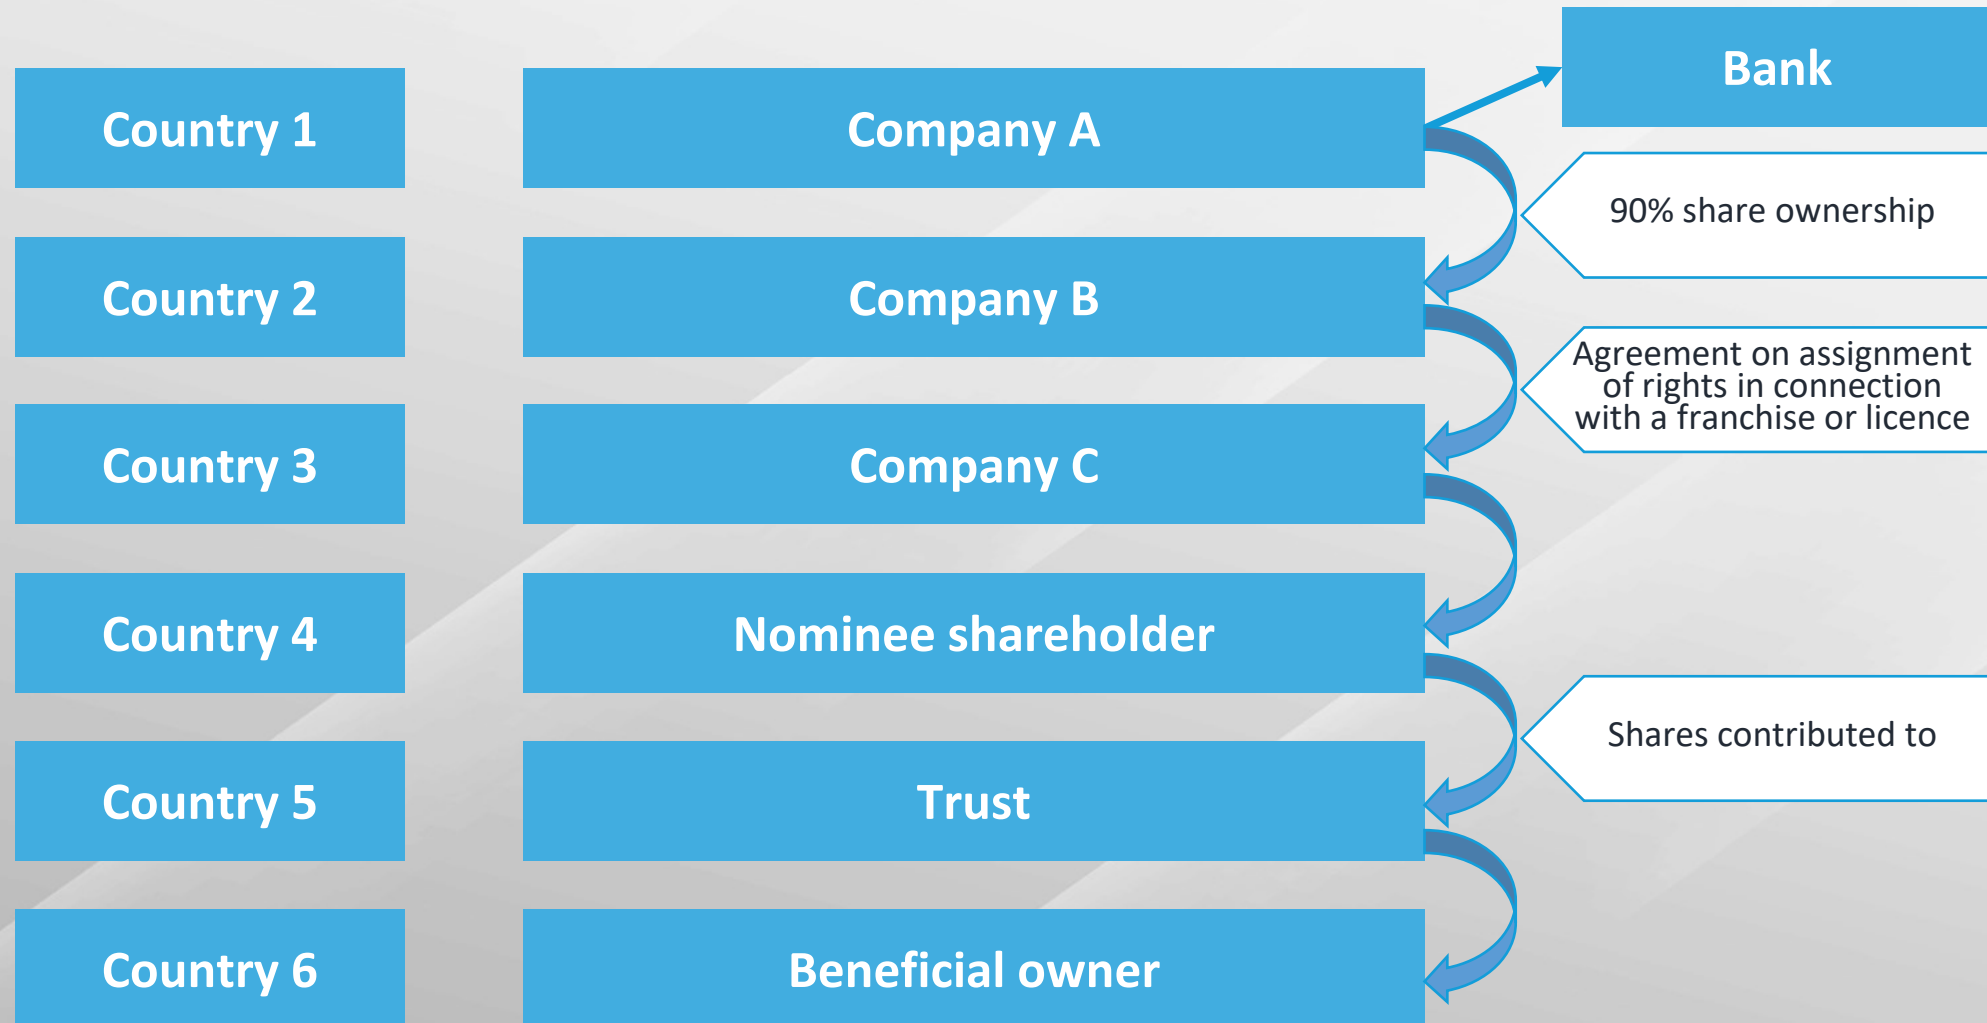 Bank
Country 1
Company A
90% share ownership
Country 2
Company B
Agreement on assignment
of rights in connection
with a franchise or licence
Country 3
Company C
Country 4
Nominee shareholder
Shares contributed to
Country 5
Trust
Country 6
Beneficial owner